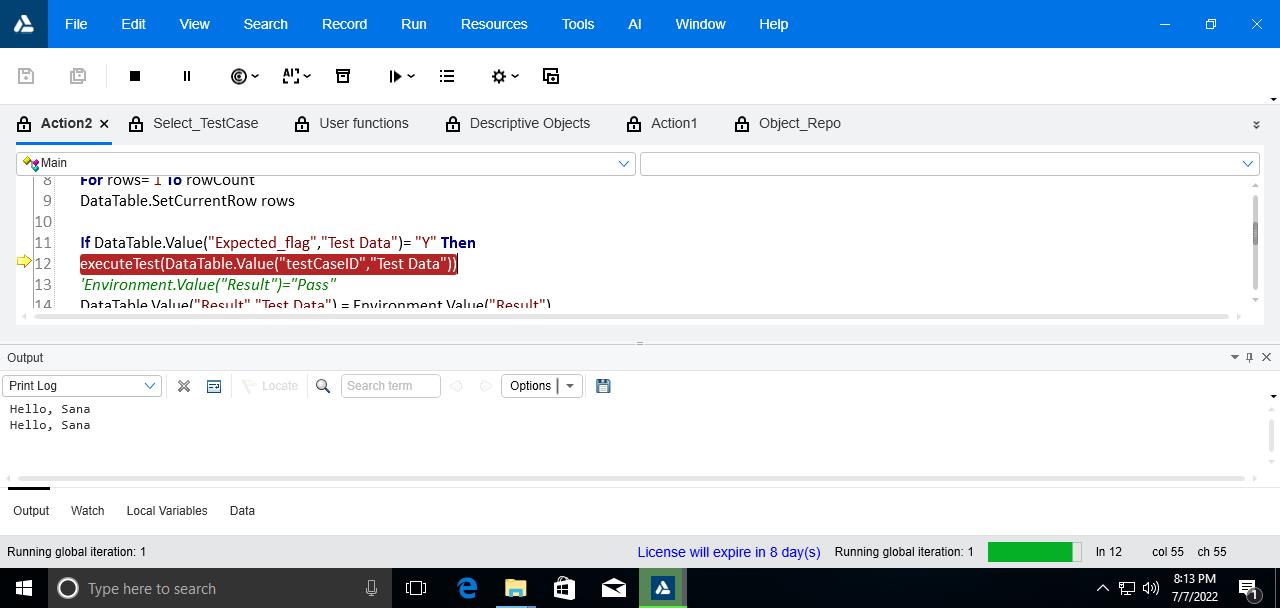 File Edit View Search Record Run Resources Tools AI Window Help
Action2 Select_TestCase User functions Descriptive Objects Action1 Object_Repo
Main
8 For rows= 1 To rowCount
9 DataTable.SetCurrentRow rows
10
11 If DataTable.Value("Expected_flag","Test Data")= "Y" Then
12 executeTest(DataTable.Value("testCaseID","Test Data"))
13 'Environment.Value("Result")="Pass"
14 DataTable.Value("Result","Test Data") = Environment.Value("Result")
Output
Print Log Locate Search term Options
Hello, Sana
Hello, Sana
Output Watch Local Variables Data
Running global iteration: 1 License will expire in 8 day(s) Running global iteration: 1 ln 12 col 55 ch 55
Type here to search
8:13 PM
7/7/2022
1